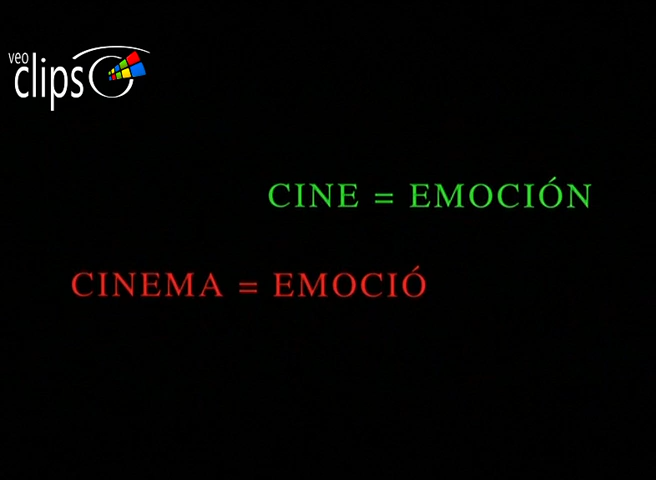 veo
clips
CINE = EMOCIÓN
CINEMA = EMOCIÓ